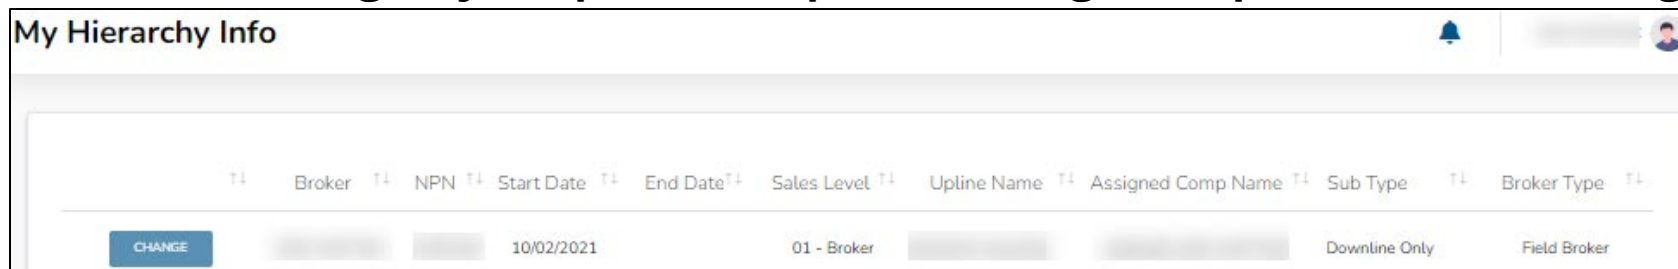 My Hierarchy Info
Broker NPN Start Date End Date Sales Level Upline Name Assigned Comp Name Sub Type Broker Type
CHANGE 10/02/2021 01 - Broker Downline Only Field Broker